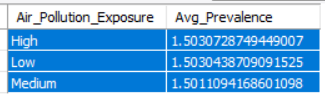 Air_Pollution_Exposure Avg_Prevalence
High 1.5030728749449007
Low 1.5030438709091525
Medium 1.5011094168601098